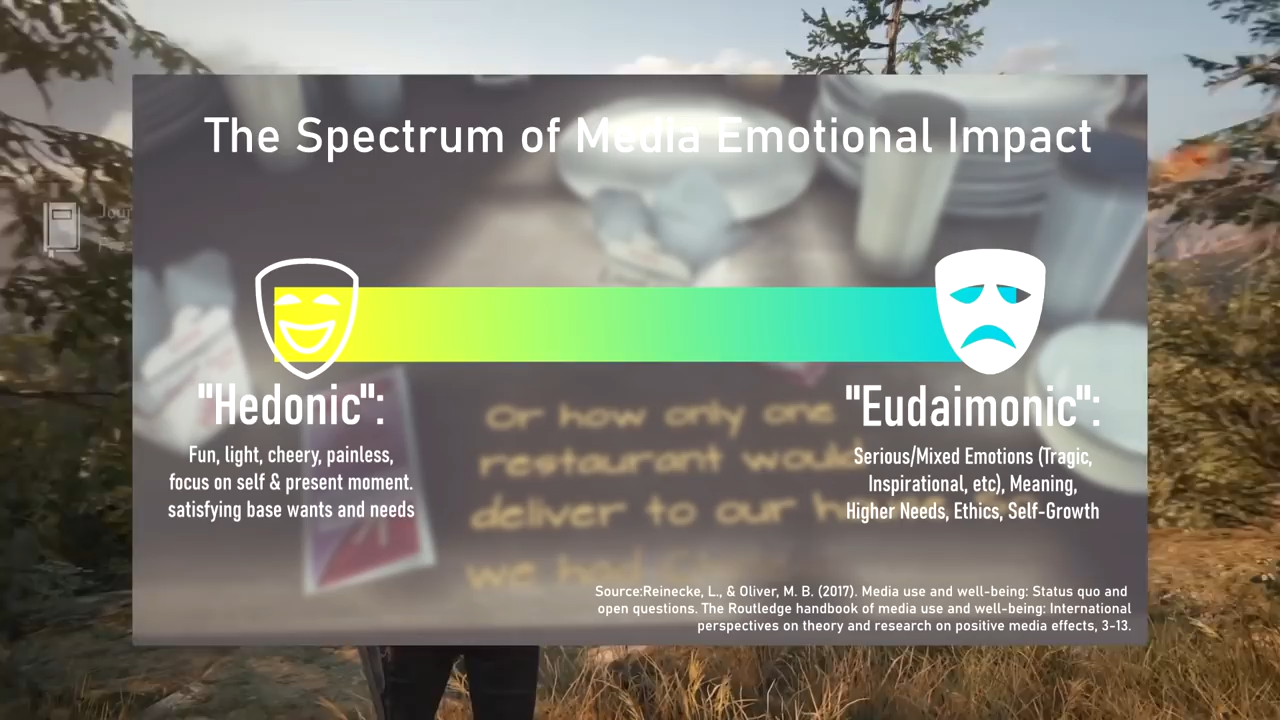 The Spectrum of Media Emotional Impact
"Hedonic":
Fun, light, cheery, painless,
focus on self & present moment.
satisfying base wants and needs
"Eudaimonic":
Serious/Mixed Emotions (Tragic,
Inspirational, etc), Meaning,
Higher Needs, Ethics, Self-Growth
Or how only one
restaurant would
deliver to our
we had
Source:Reinecke, L., & Oliver, M. B. (2017). Media use and well-being: Status quo and
open questions. The Routledge handbook of media use and well-being: International
perspectives on theory and research on positive media effects, 3-13.